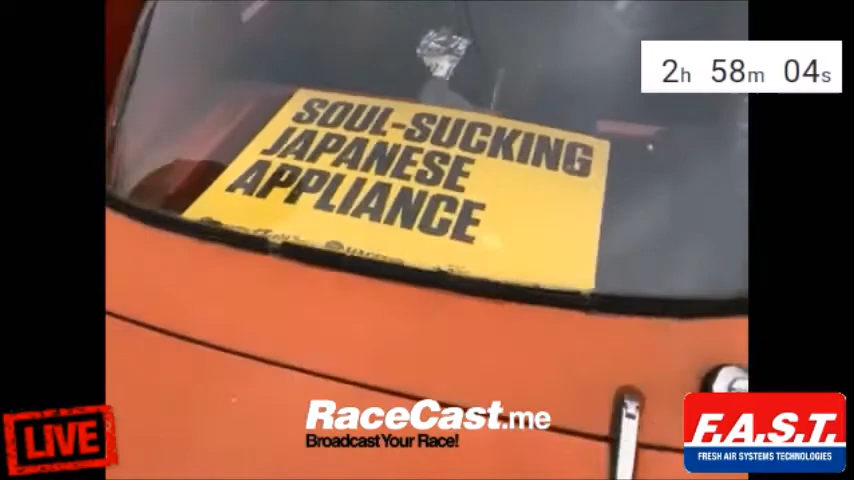 2h 58m 04s
SOUL-SUCKING
JAPANESE
APPLIANCE
LIVE
RaceCast.me
Broadcast Your Race!
F.A.S.T.
FRESH AIR SYSTEMS TECHNOLOGIES